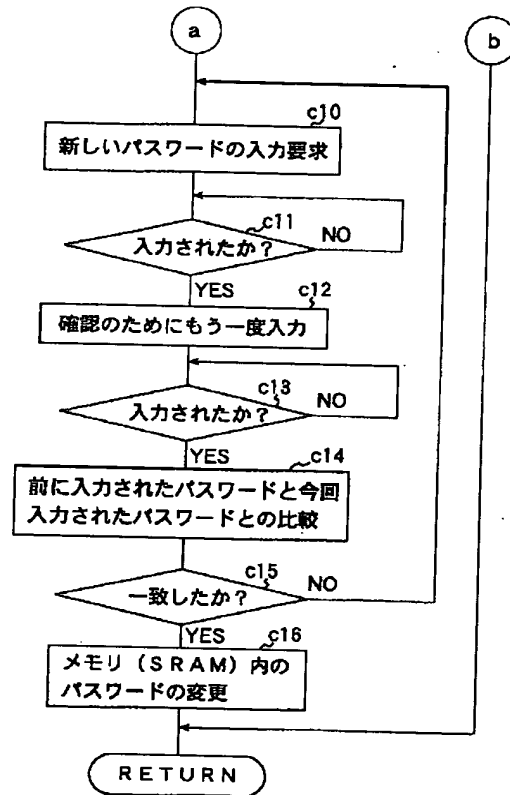 a
b
c10
新しいパスワードの入力要求
c11
入力されたか?
NO
YES
c12
確認のためにもう一度入力
c13
入力されたか?
NO
YES
c14
前に入力されたパスワードと今回
入力されたパスワードとの比較
c15
一致したか?
NO
YES
c16
メモリ(SRAM)内の
パスワードの変更
RETURN